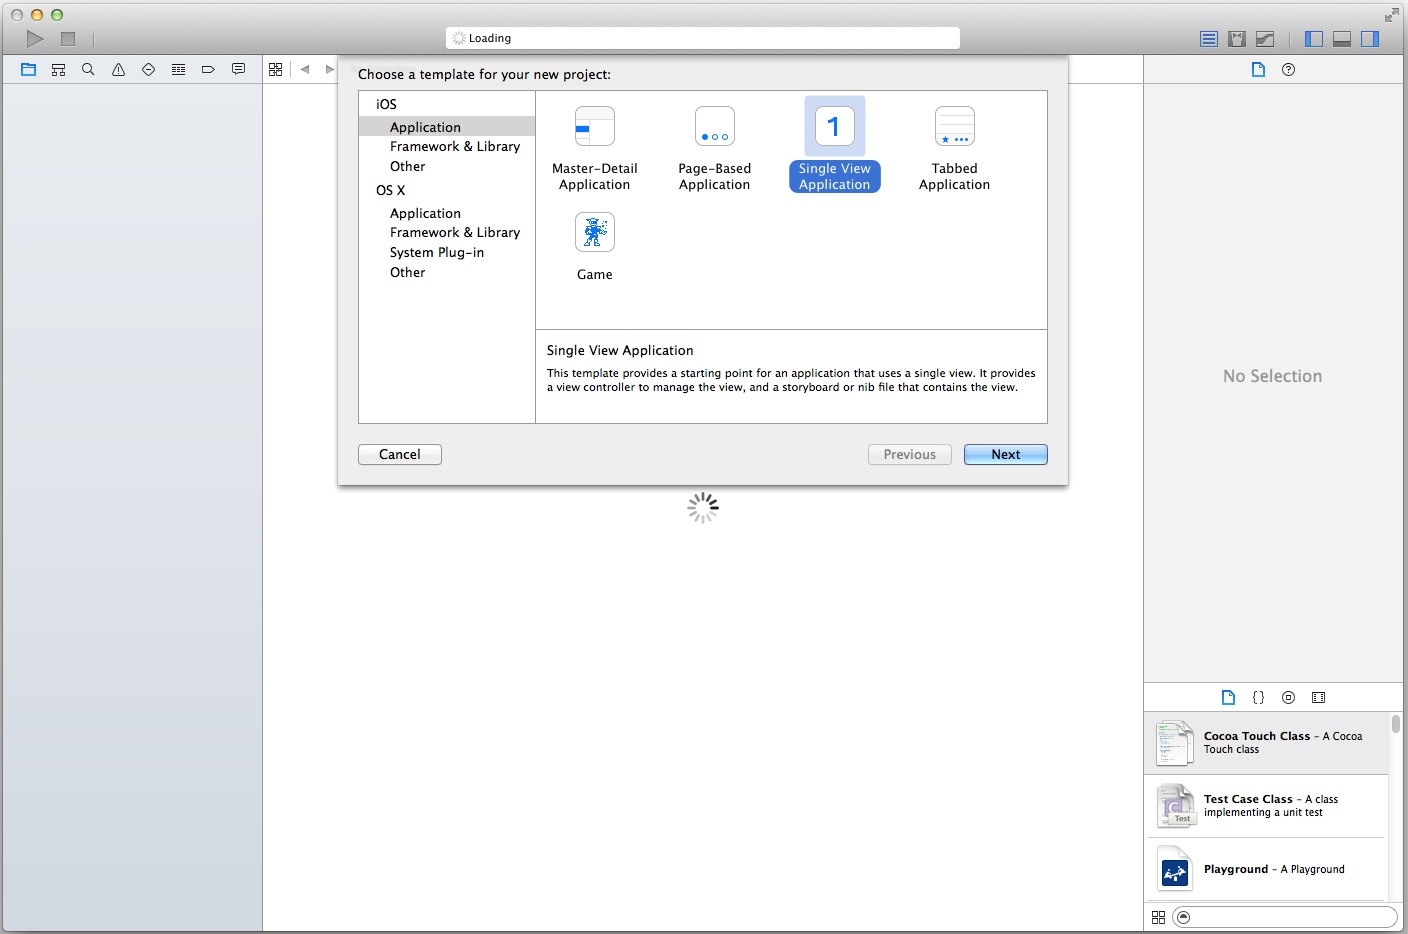 Loading
Choose a template for your new project:
iOS
Application
Framework & Library
Other
OS X
Application
Framework & Library
System Plug-in
Other
Master-Detail
Application
Page-Based
Application
1
Single View
Application
Tabbed
Application
Game
Single View Application
This template provides a starting point for an application that uses a single view. It provides
a view controller to manage the view, and a storyboard or nib file that contains the view.
Cancel
Previous
Next
No Selection
{}
Cocoa Touch Class – A Cocoa
Touch class
C
Test
Test Case Class – A class
implementing a unit test
Playground – A Playground